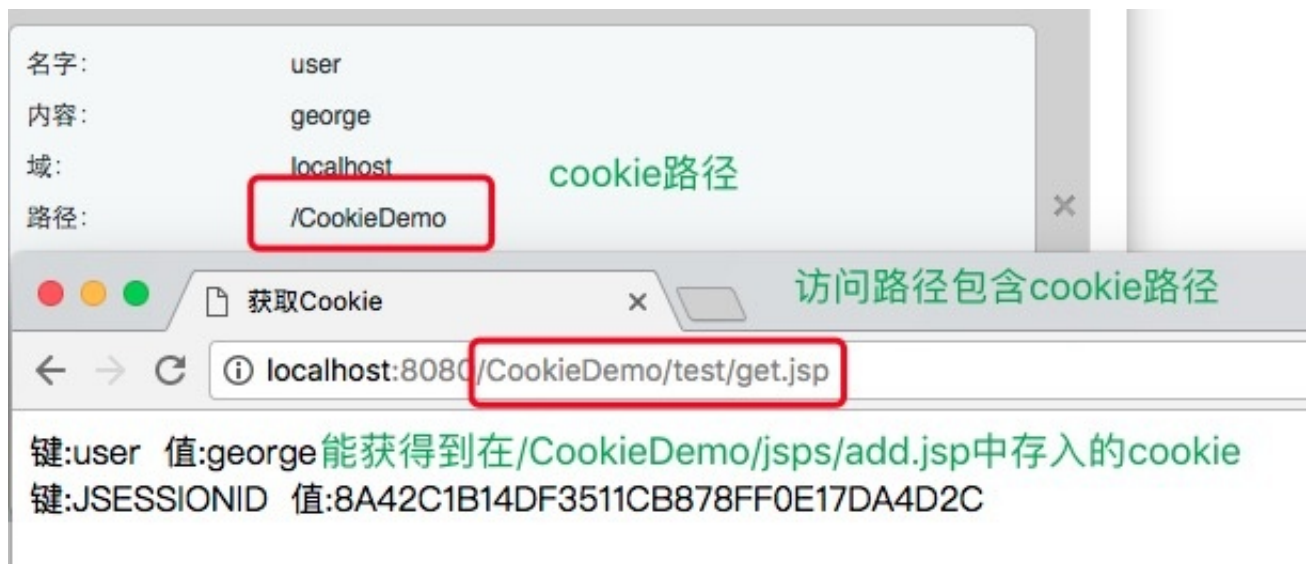 名字: user
内容: george
域: localhost
cookie路径
路径: /CookieDemo
×
访问路径包含cookie路径
获取Cookie ×
localhost:8080/CookieDemo/test/get.jsp
键:user 值:george能获得到在/CookieDemo/jsps/add.jsp中存入的cookie
键:JSESSIONID 值:8A42C1B14DF3511CB878FF0E17DA4D2C